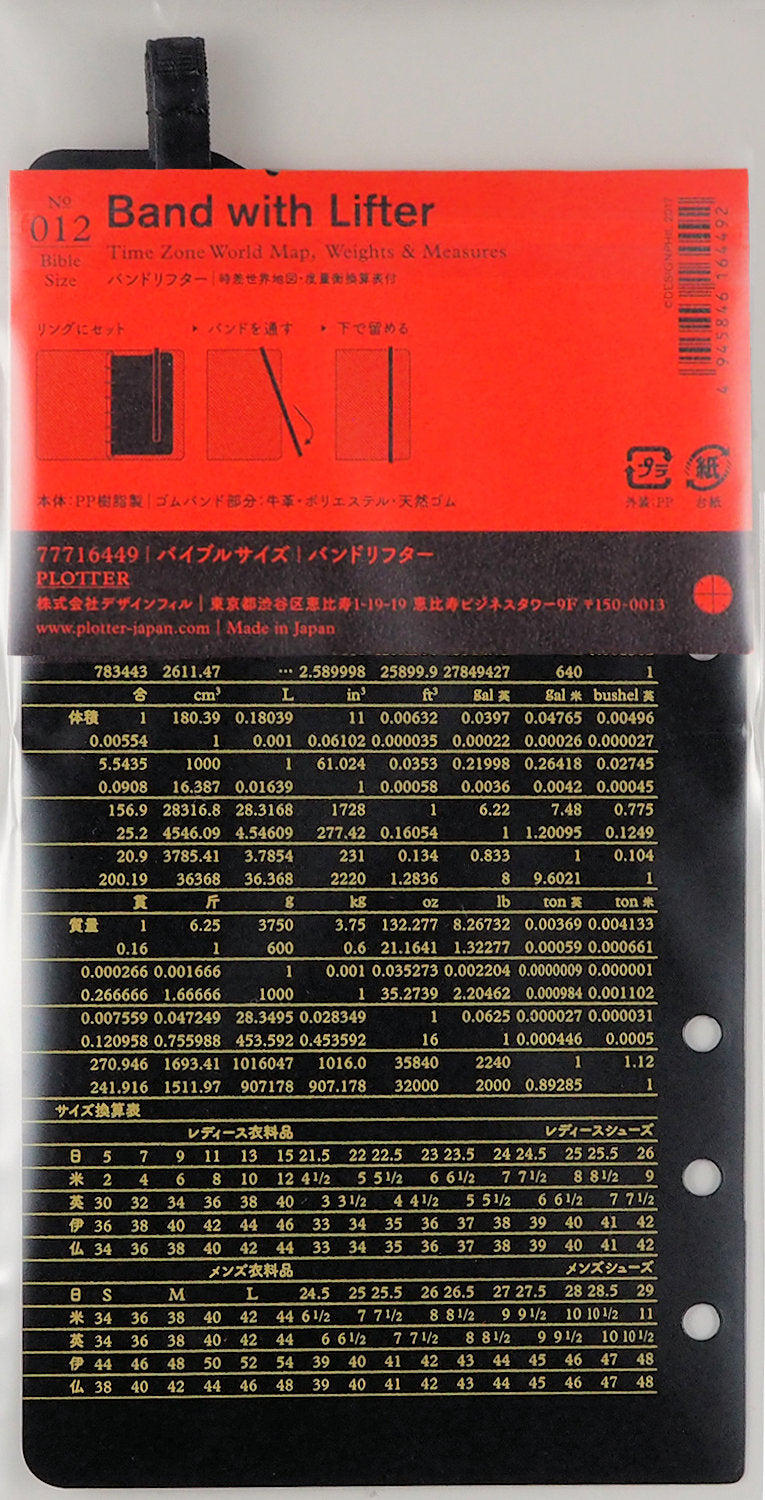 No
012
Bible
Size
Band with Lifter
Time Zone World Map, Weights & Measures
バンドリフター|時差世界地図・度量衡換算表付
リングにセット ▶ バンドを通す ▶ 下で留める
©DESIGNPHIL 2017
4 945846 164492
プラ 紙
外装:PP 台紙
本体:PP樹脂製|ゴムバンド部分:牛革・ポリエステル・天然ゴム
77716449|バイブルサイズ|バンドリフター
PLOTTER
株式会社デザインフィル|東京都渋谷区恵比寿1-19-19 恵比寿ビジネスタワー9F 〒150-0013
www.plotter-japan.com|Made in Japan
783443 2611.47 … 2.589998 25899.9 27849427 640 1
合 cm³ L in³ ft³ gal 英 gal 米 bushel 英
体積 1 180.39 0.18039 11 0.00632 0.0397 0.04765 0.00496
0.00554 1 0.001 0.06102 0.000035 0.00022 0.00026 0.000027
5.5435 1000 1 61.024 0.0353 0.21998 0.26418 0.02745
0.0908 16.387 0.01639 1 0.00058 0.0036 0.0042 0.00045
156.9 28316.8 28.3168 1728 1 6.22 7.48 0.775
25.2 4546.09 4.54609 277.42 0.16054 1 1.20095 0.1249
20.9 3785.41 3.7854 231 0.134 0.833 1 0.104
200.19 36368 36.368 2220 1.2836 8 9.6021 1
貫 斤 g kg oz lb ton 英 ton 米
質量 1 6.25 3750 3.75 132.277 8.26732 0.00369 0.004133
0.16 1 600 0.6 21.1641 1.32277 0.00059 0.000661
0.000266 0.001666 1 0.001 0.035273 0.002204 0.0000009 0.000001
0.266666 1.66666 1000 1 35.2739 2.20462 0.000984 0.001102
0.007559 0.047249 28.3495 0.028349 1 0.0625 0.000027 0.000031
0.120958 0.755988 453.592 0.453592 16 1 0.000446 0.0005
270.946 1693.41 1016047 1016.0 35840 2240 1 1.12
241.916 1511.97 907178 907.178 32000 2000 0.89285 1
サイズ換算表
レディース衣料品 レディースシューズ
日 5 7 9 11 13 15 21.5 22 22.5 23 23.5 24 24.5 25 25.5 26
米 2 4 6 8 10 12 4 1/2 5 5 1/2 6 6 1/2 7 7 1/2 8 8 1/2 9
英 30 32 34 36 38 40 3 3 1/2 4 4 1/2 5 5 1/2 6 6 1/2 7 7 1/2
伊 36 38 40 42 44 46 33 34 35 36 37 38 39 40 41 42
仏 34 36 38 40 42 44 33 34 35 36 37 38 39 40 41 42
メンズ衣料品 メンズシューズ
日 S M L 24.5 25 25.5 26 26.5 27 27.5 28 28.5 29
米 34 36 38 40 42 44 6 1/2 7 7 1/2 8 8 1/2 9 9 1/2 10 10 1/2 11
英 34 36 38 40 42 44 6 6 1/2 7 7 1/2 8 8 1/2 9 9 1/2 10 10 1/2
伊 44 46 48 50 52 54 39 40 41 42 43 44 45 46 47 48
仏 38 40 42 44 46 48 39 40 41 42 43 44 45 46 47 48